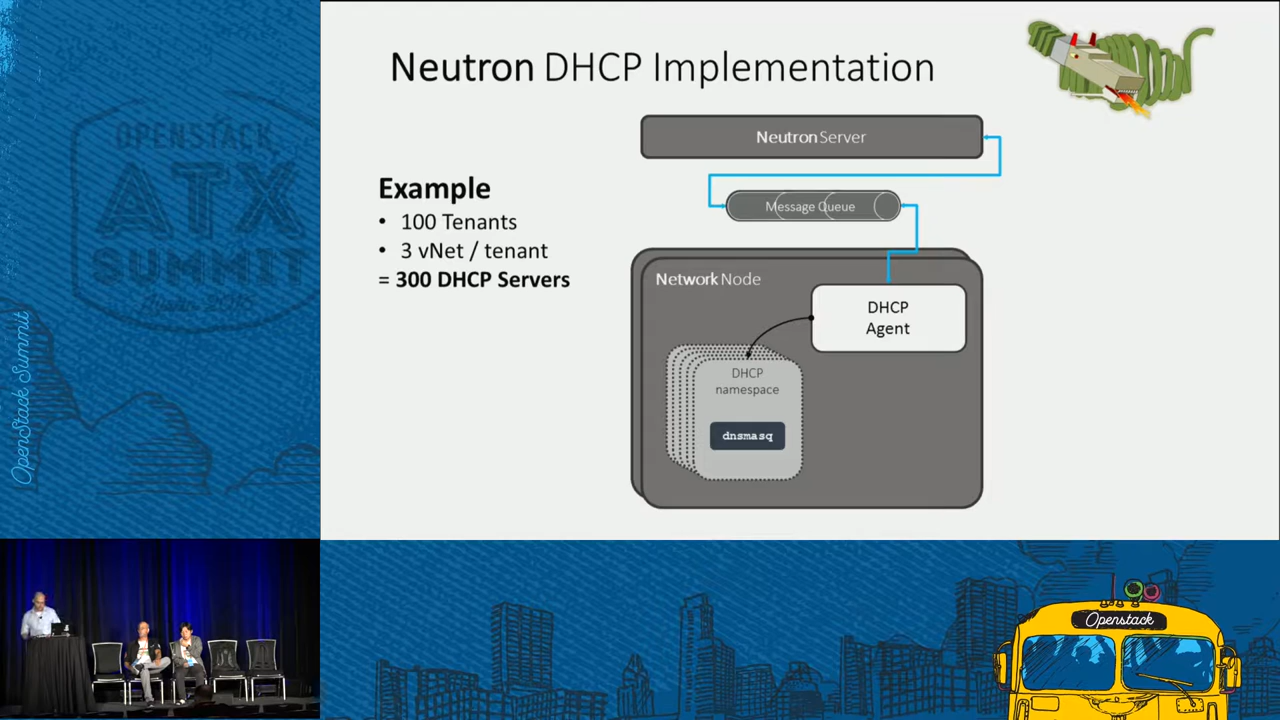 Neutron DHCP Implementation
Neutron Server
Example
• 100 Tenants
• 3 vNet / tenant
= 300 DHCP Servers
Message Queue
Network Node
DHCP
Agent
DHCP
namespace
dnsmasq
OPENSTACK
ATX
SUMMIT
OpenStack Summit
Openstack